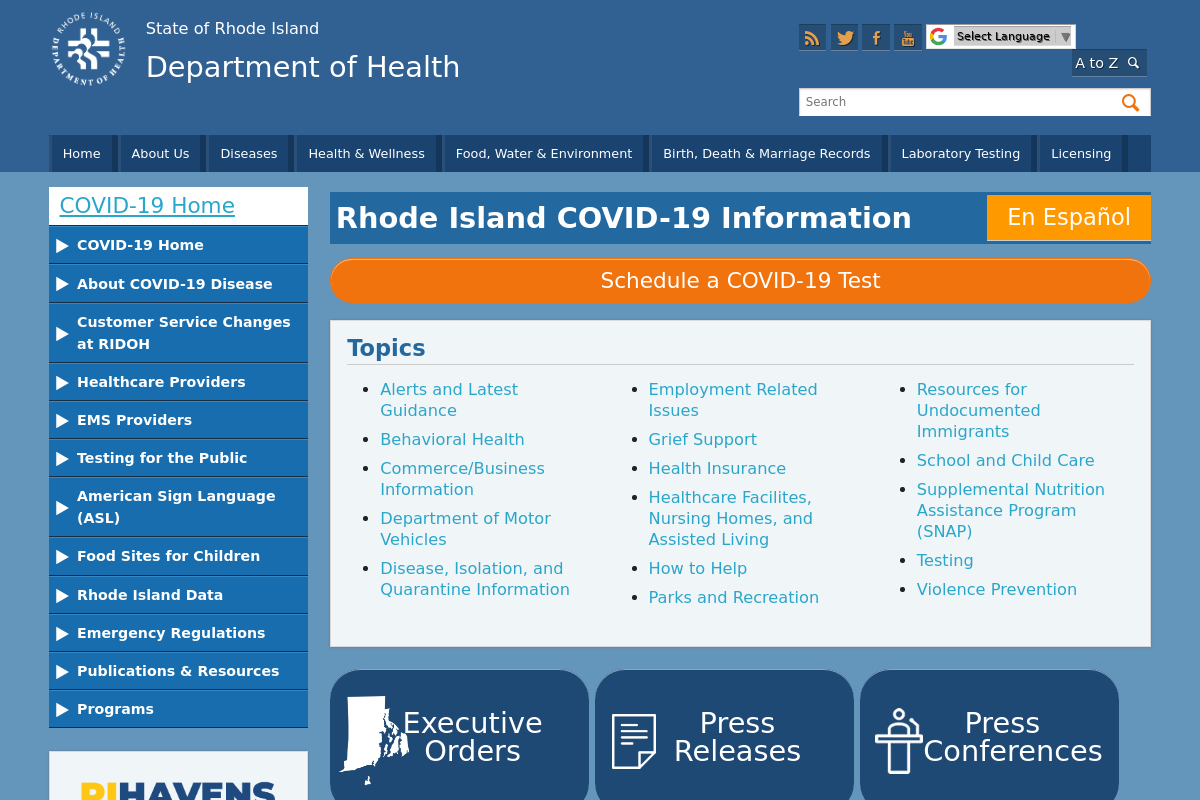 RHODE ISLAND
DEPARTMENT OF HEALTH
State of Rhode Island
Department of Health
You
Tube
Select Language
A to Z
Search
Home
About Us
Diseases
Health & Wellness
Food, Water & Environment
Birth, Death & Marriage Records
Laboratory Testing
Licensing
COVID-19 Home
COVID-19 Home
About COVID-19 Disease
Customer Service Changes
at RIDOH
Healthcare Providers
EMS Providers
Testing for the Public
American Sign Language
(ASL)
Food Sites for Children
Rhode Island Data
Emergency Regulations
Publications & Resources
Programs
RIHAVENS
Rhode Island COVID-19 Information
En Español
Schedule a COVID-19 Test
Topics
Alerts and Latest
Guidance
Behavioral Health
Commerce/Business
Information
Department of Motor
Vehicles
Disease, Isolation, and
Quarantine Information
Employment Related
Issues
Grief Support
Health Insurance
Healthcare Facilites,
Nursing Homes, and
Assisted Living
How to Help
Parks and Recreation
Resources for
Undocumented
Immigrants
School and Child Care
Supplemental Nutrition
Assistance Program
(SNAP)
Testing
Violence Prevention
Executive
Orders
Press
Releases
Press
Conferences